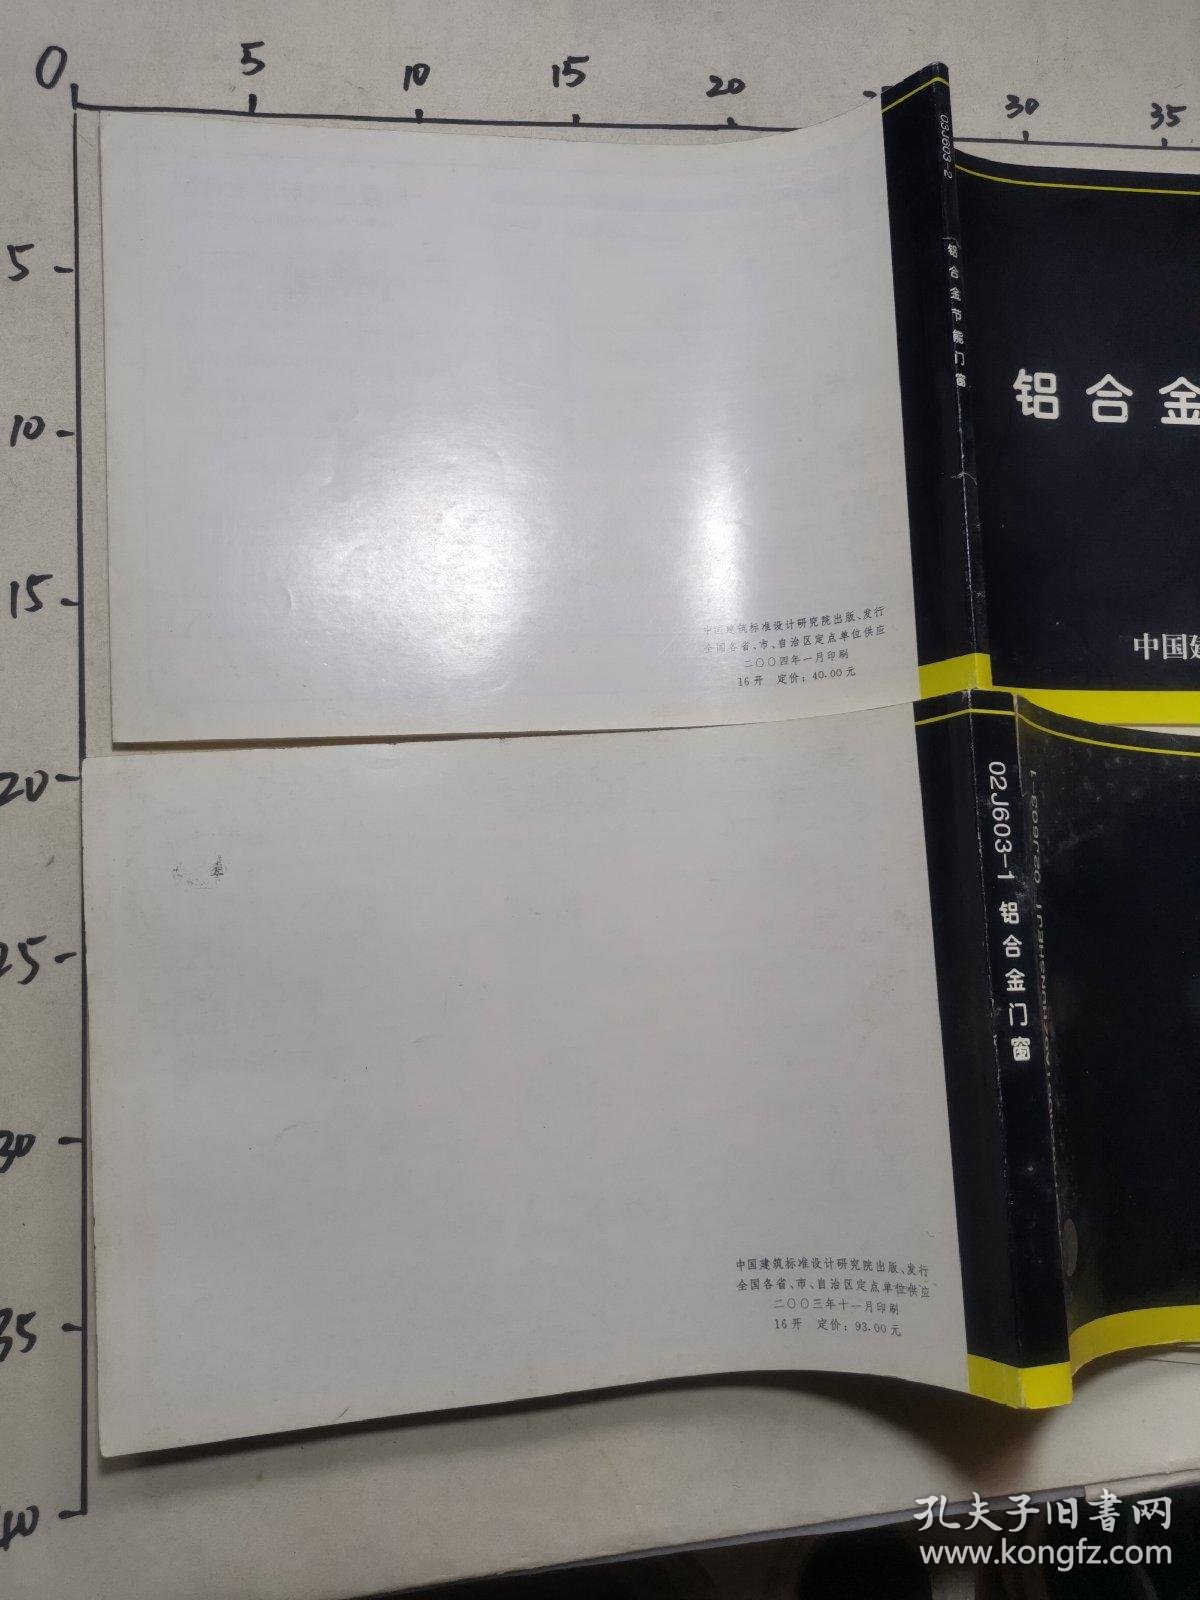 0
5
10
15
20
30
35
5
10
15
20
25
30
35
40
03J603-2 铝合金节能门窗
铝合金
中国建
中国建筑标准设计研究院出版、发行
全国各省、市、自治区定点单位供应
二〇〇四年一月印刷
16开 定价：40.00元
02J603-1 铝合金门窗
02J603-1
中国建筑标准设计研究院出版、发行
全国各省、市、自治区定点单位供应
二〇〇三年十一月印刷
16开 定价：93.00元
孔夫子旧書网
www.kongfz.com